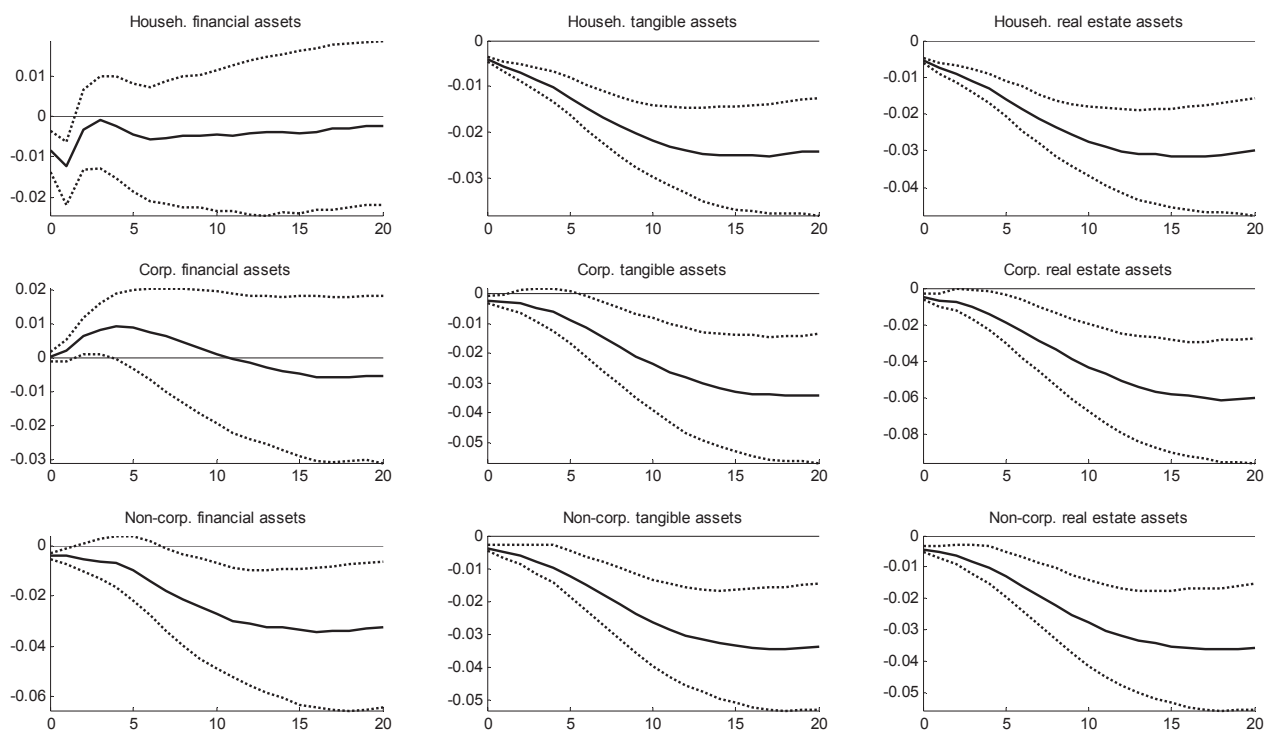 Househ. financial assets
0.01
0
-0.01
-0.02
0 5 10 15 20
Househ. tangible assets
0
-0.01
-0.02
-0.03
0 5 10 15 20
Househ. real estate assets
0
-0.01
-0.02
-0.03
-0.04
0 5 10 15 20
Corp. financial assets
0.02
0.01
0
-0.01
-0.02
-0.03
0 5 10 15 20
Corp. tangible assets
0
-0.01
-0.02
-0.03
-0.04
-0.05
0 5 10 15 20
Corp. real estate assets
0
-0.02
-0.04
-0.06
-0.08
0 5 10 15 20
Non-corp. financial assets
0
-0.02
-0.04
-0.06
0 5 10 15 20
Non-corp. tangible assets
0
-0.01
-0.02
-0.03
-0.04
-0.05
0 5 10 15 20
Non-corp. real estate assets
0
-0.01
-0.02
-0.03
-0.04
-0.05
0 5 10 15 20